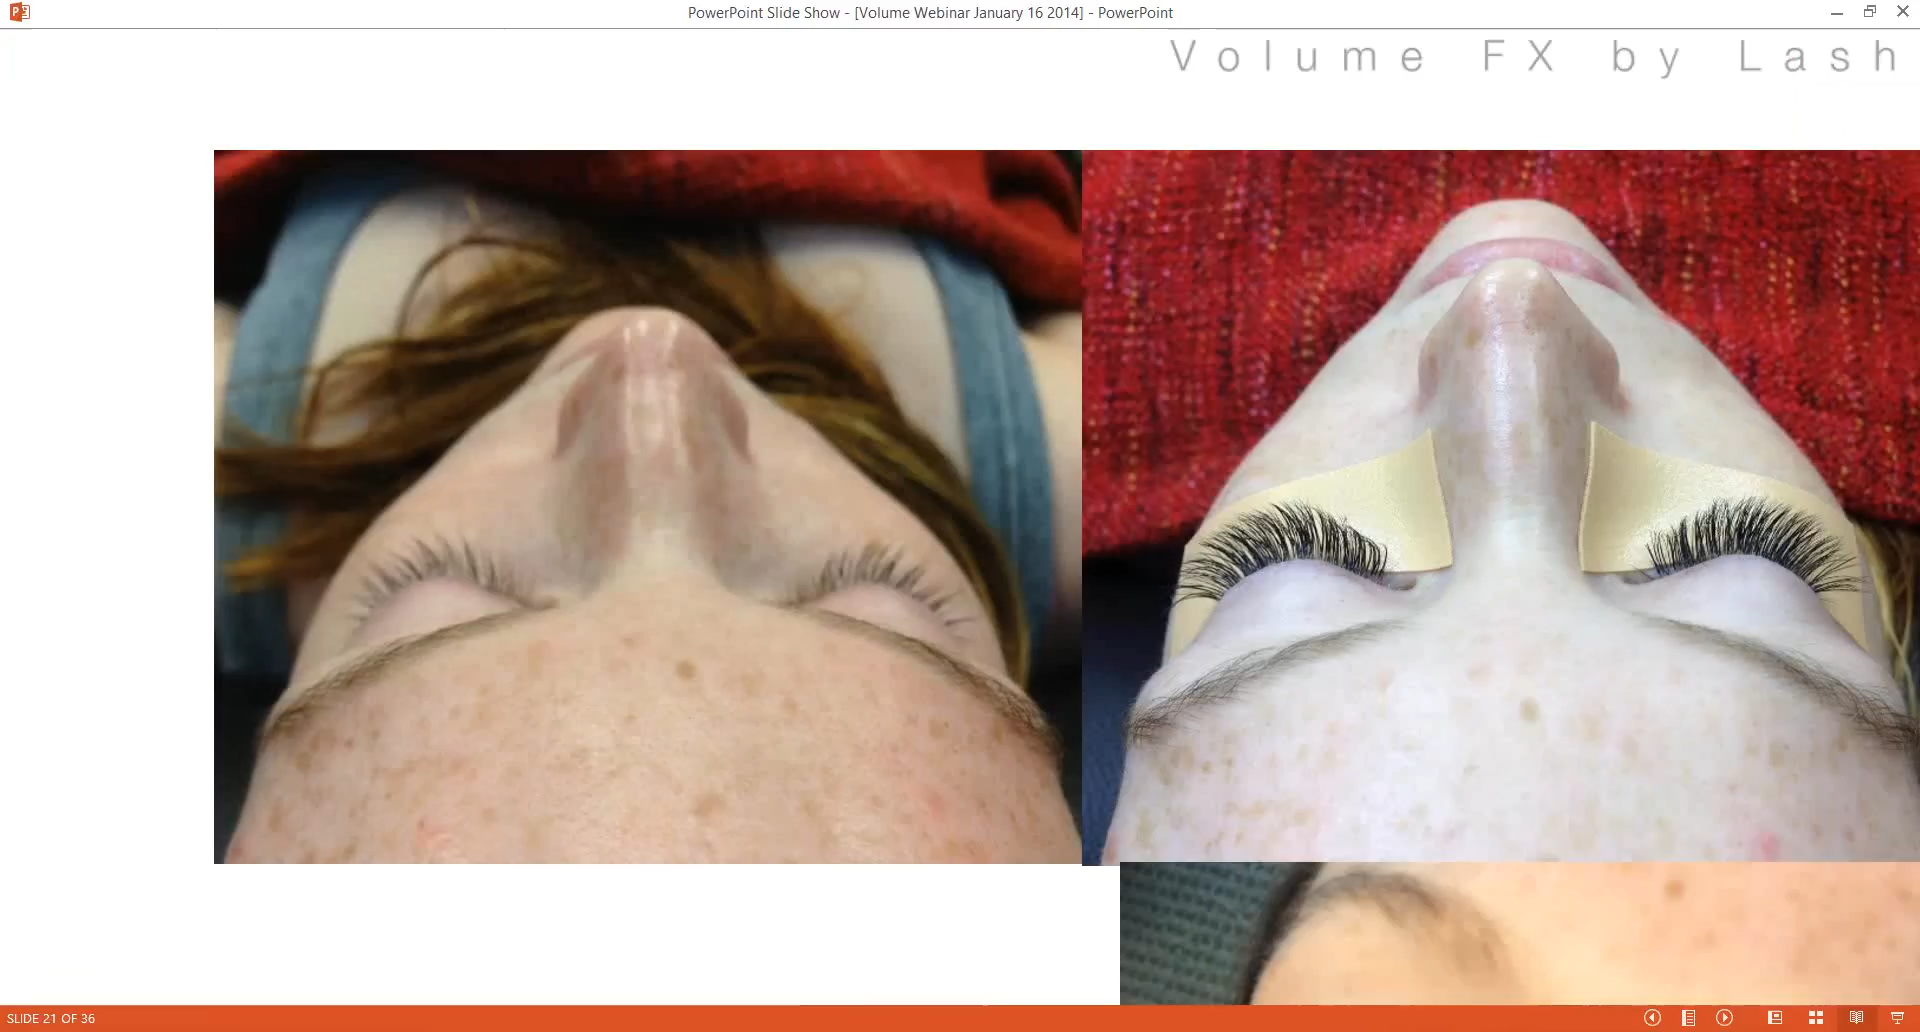 PowerPoint Slide Show - [Volume Webinar January 16 2014] - PowerPoint
Volume FX by Lash
SLIDE 21 OF 36